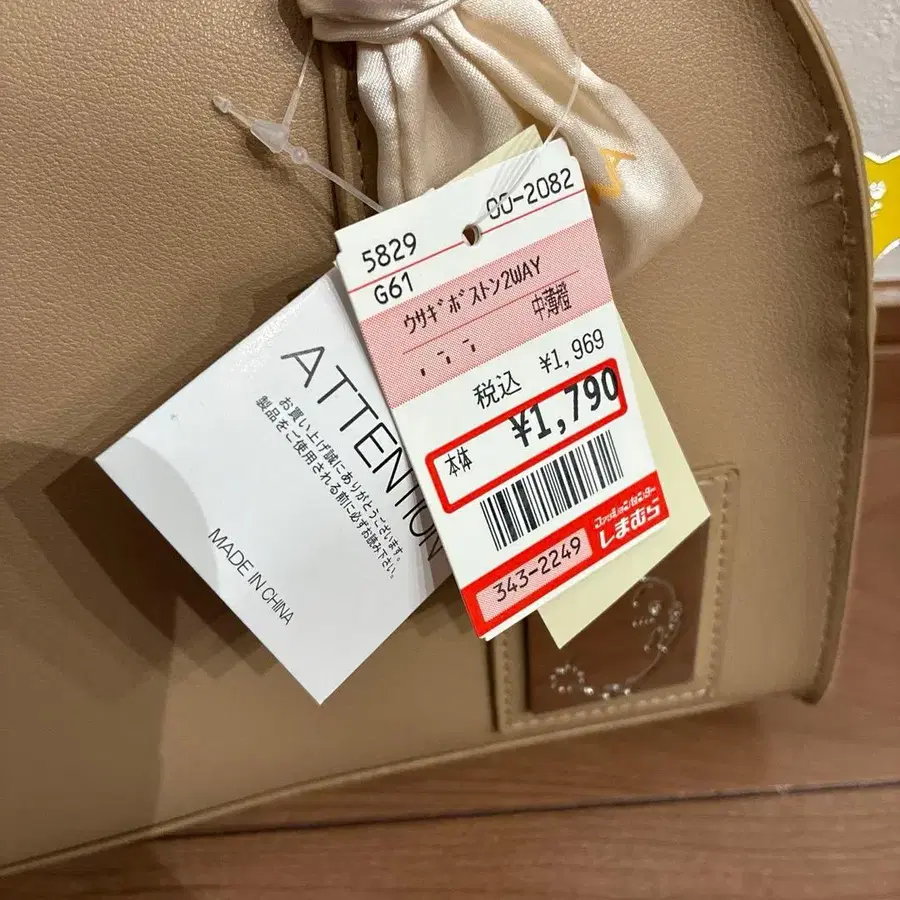 5829
00-2082
G61
ウサギボストン2WAY
中薄橙
税込 ¥1,969
本体 ¥1,790
343-2249
ファッションセンター
しまむら
ATTENTION
お買い上げ誠にありがとうございます。
製品をご使用される前に必ずお読み下さい。
MADE IN CHINA